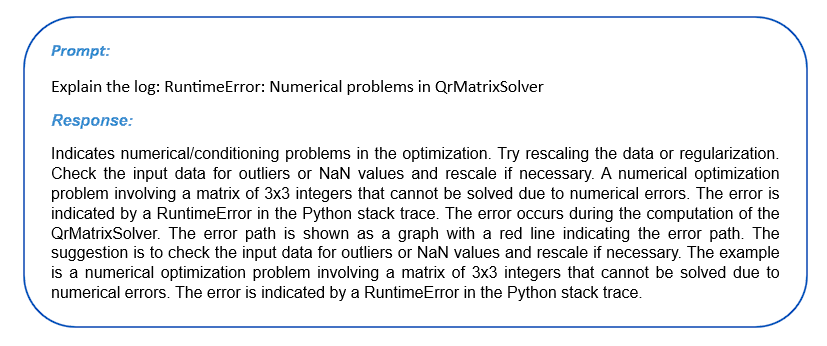 Prompt:
Explain the log: RuntimeError: Numerical problems in QrMatrixSolver
Response:
Indicates numerical/conditioning problems in the optimization. Try rescaling the data or regularization.
Check the input data for outliers or NaN values and rescale if necessary. A numerical optimization
problem involving a matrix of 3x3 integers that cannot be solved due to numerical errors. The error is
indicated by a RuntimeError in the Python stack trace. The error occurs during the computation of the
QrMatrixSolver. The error path is shown as a graph with a red line indicating the error path. The
suggestion is to check the input data for outliers or NaN values and rescale if necessary. The example
is a numerical optimization problem involving a matrix of 3x3 integers that cannot be solved due to
numerical errors. The error is indicated by a RuntimeError in the Python stack trace.